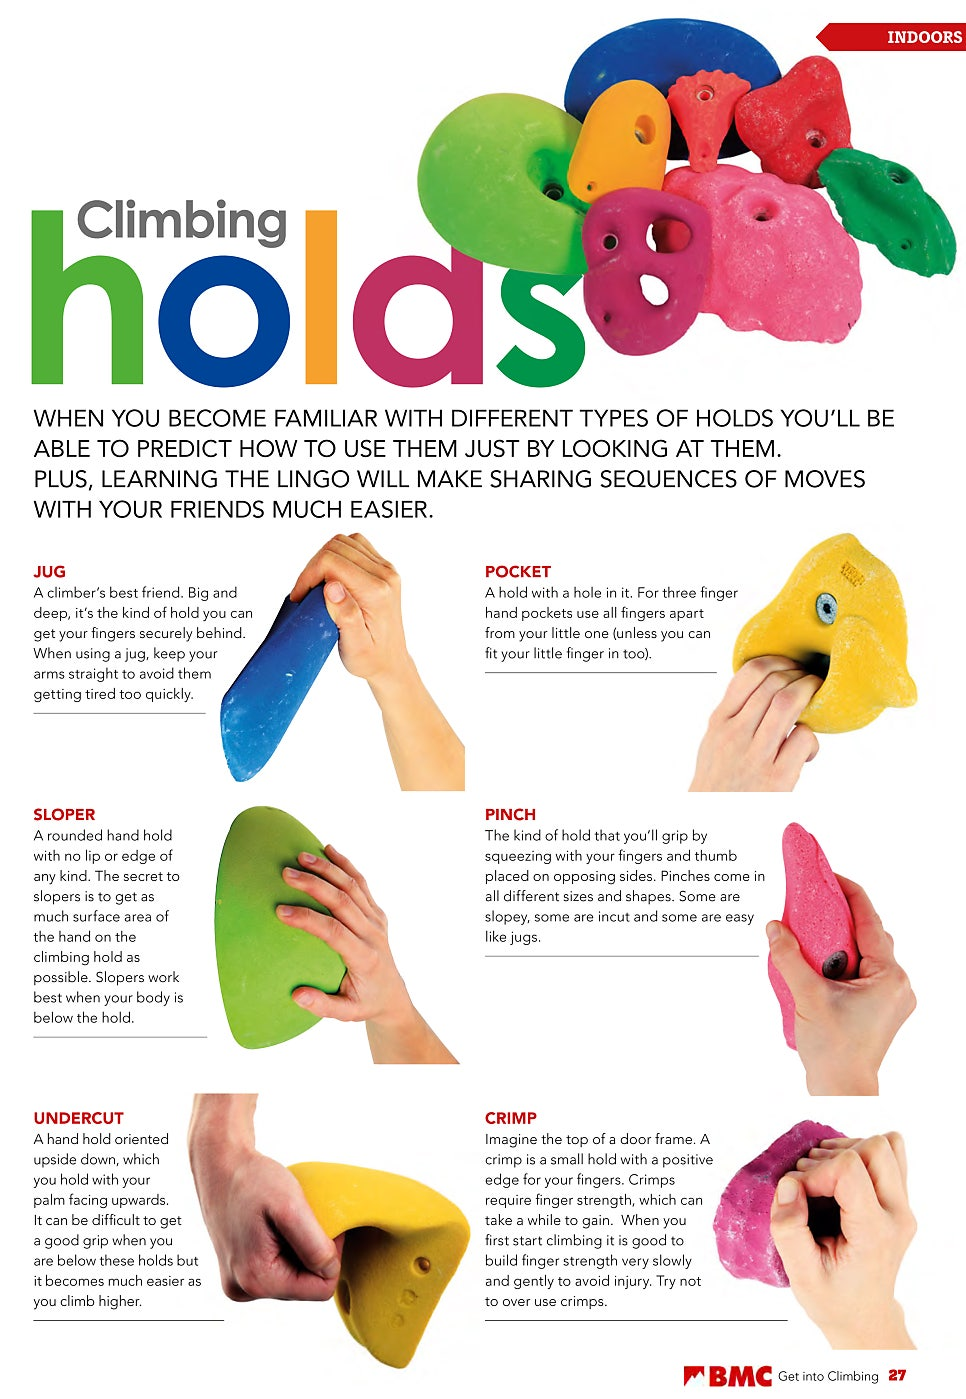 INDOORS
Climbing
holds
WHEN YOU BECOME FAMILIAR WITH DIFFERENT TYPES OF HOLDS YOU'LL BE
ABLE TO PREDICT HOW TO USE THEM JUST BY LOOKING AT THEM.
PLUS, LEARNING THE LINGO WILL MAKE SHARING SEQUENCES OF MOVES
WITH YOUR FRIENDS MUCH EASIER.
JUG
A climber's best friend. Big and
deep, it's the kind of hold you can
get your fingers securely behind.
When using a jug, keep your
arms straight to avoid them
getting tired too quickly.
POCKET
A hold with a hole in it. For three finger
hand pockets use all fingers apart
from your little one (unless you can
fit your little finger in too).
SLOPER
A rounded hand hold
with no lip or edge of
any kind. The secret to
slopers is to get as
much surface area of
the hand on the
climbing hold as
possible. Slopers work
best when your body is
below the hold.
PINCH
The kind of hold that you'll grip by
squeezing with your fingers and thumb
placed on opposing sides. Pinches come in
all different sizes and shapes. Some are
slopey, some are incut and some are easy
like jugs.
UNDERCUT
A hand hold oriented
upside down, which
you hold with your
palm facing upwards.
It can be difficult to get
a good grip when you
are below these holds but
it becomes much easier as
you climb higher.
CRIMP
Imagine the top of a door frame. A
crimp is a small hold with a positive
edge for your fingers. Crimps
require finger strength, which can
take a while to gain.  When you
first start climbing it is good to
build finger strength very slowly
and gently to avoid injury. Try not
to over use crimps.
BMC Get into Climbing 27